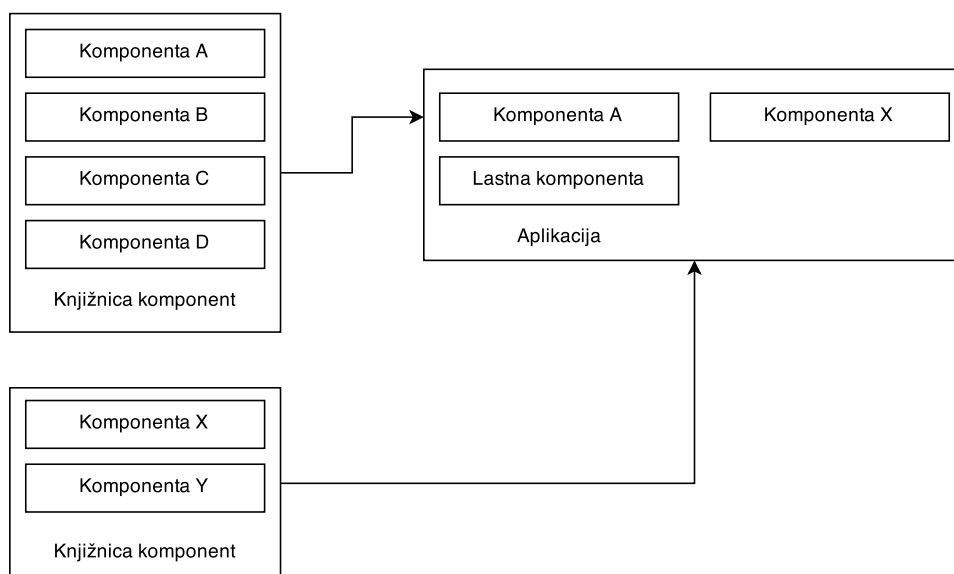 Komponenta A
Komponenta B
Komponenta C
Komponenta D
Knjižnica komponent
Komponenta A
Komponenta X
Lastna komponenta
Aplikacija
Komponenta X
Komponenta Y
Knjižnica komponent